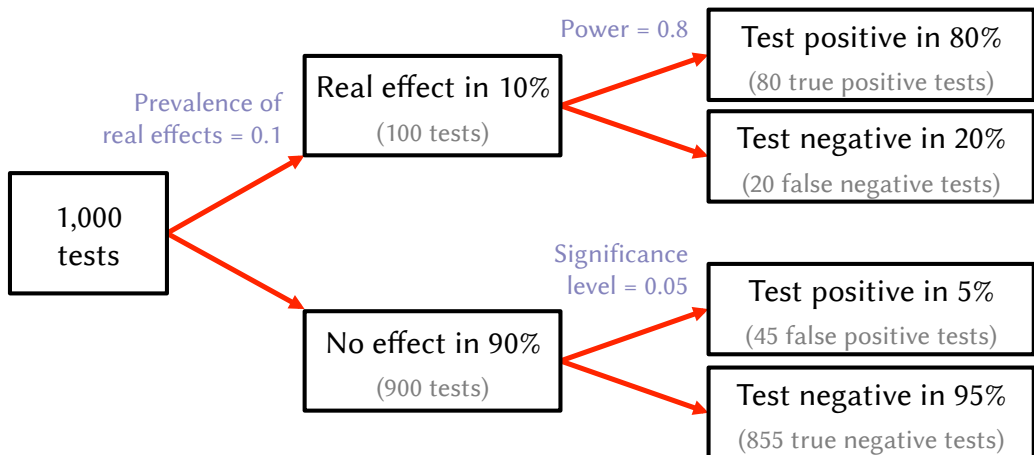 Power = 0.8
Test positive in 80%
(80 true positive tests)
Prevalence of
real effects = 0.1
Real effect in 10%
(100 tests)
Test negative in 20%
(20 false negative tests)
1,000
tests
Significance
level = 0.05
Test positive in 5%
(45 false positive tests)
No effect in 90%
(900 tests)
Test negative in 95%
(855 true negative tests)